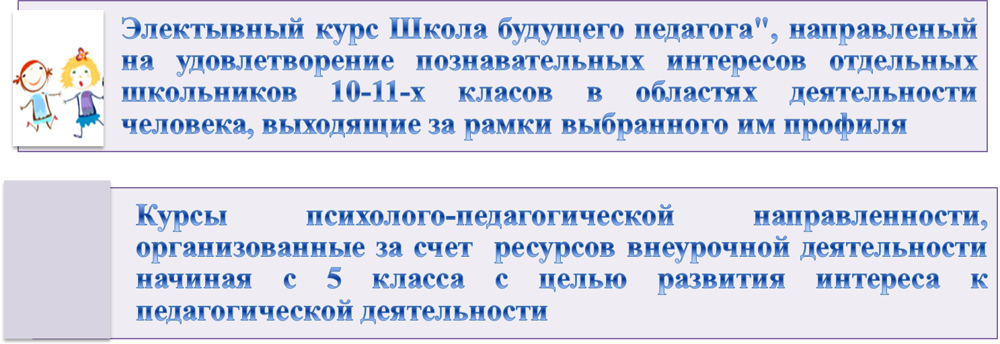 Электывный курс Школа будущего педагога", направленый
на удовлетворение познавательных интересов отдельных
школьников 10-11-х класов в областях деятельности
человека, выходящие за рамки выбранного им профиля
Курсы психолого-педагогической направленности,
организованные за счет ресурсов внеурочной деятельности
начиная с 5 класса с целью развития интереса к
педагогической деятельности